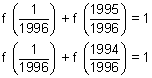 f (1/1996) + f (1995/1996) = 1
f (1/1996) + f (1994/1996) = 1